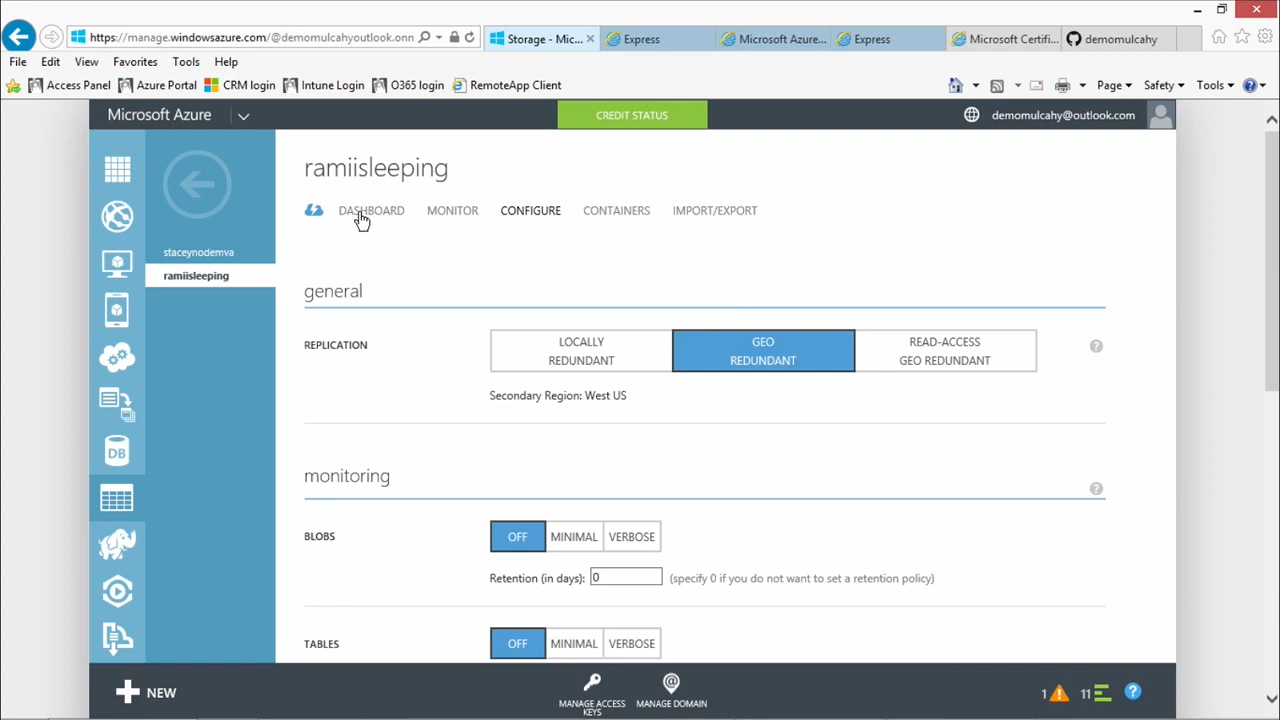 https://manage.windowsazure.com/@demomulcahyoutlook.onn
Storage - Mic...
Express
Microsoft Azure...
Express
Microsoft Certifi...
demomulcahy
File Edit View Favorites Tools Help
Access Panel Azure Portal CRM login Intune Login O365 login RemoteApp Client
Page Safety Tools
Microsoft Azure
CREDIT STATUS
demomulcahy@outlook.com
staceynodemva
ramiisleeping
ramiisleeping
DASHBOARD MONITOR CONFIGURE CONTAINERS IMPORT/EXPORT
general
REPLICATION
LOCALLY
REDUNDANT
GEO
REDUNDANT
READ-ACCESS
GEO REDUNDANT
?
Secondary Region: West US
monitoring
?
BLOBS
OFF MINIMAL VERBOSE
Retention (in days): 0 (specify 0 if you do not want to set a retention policy)
TABLES
OFF MINIMAL VERBOSE
DB
NEW
MANAGE ACCESS
KEYS
MANAGE DOMAIN
1
11
?